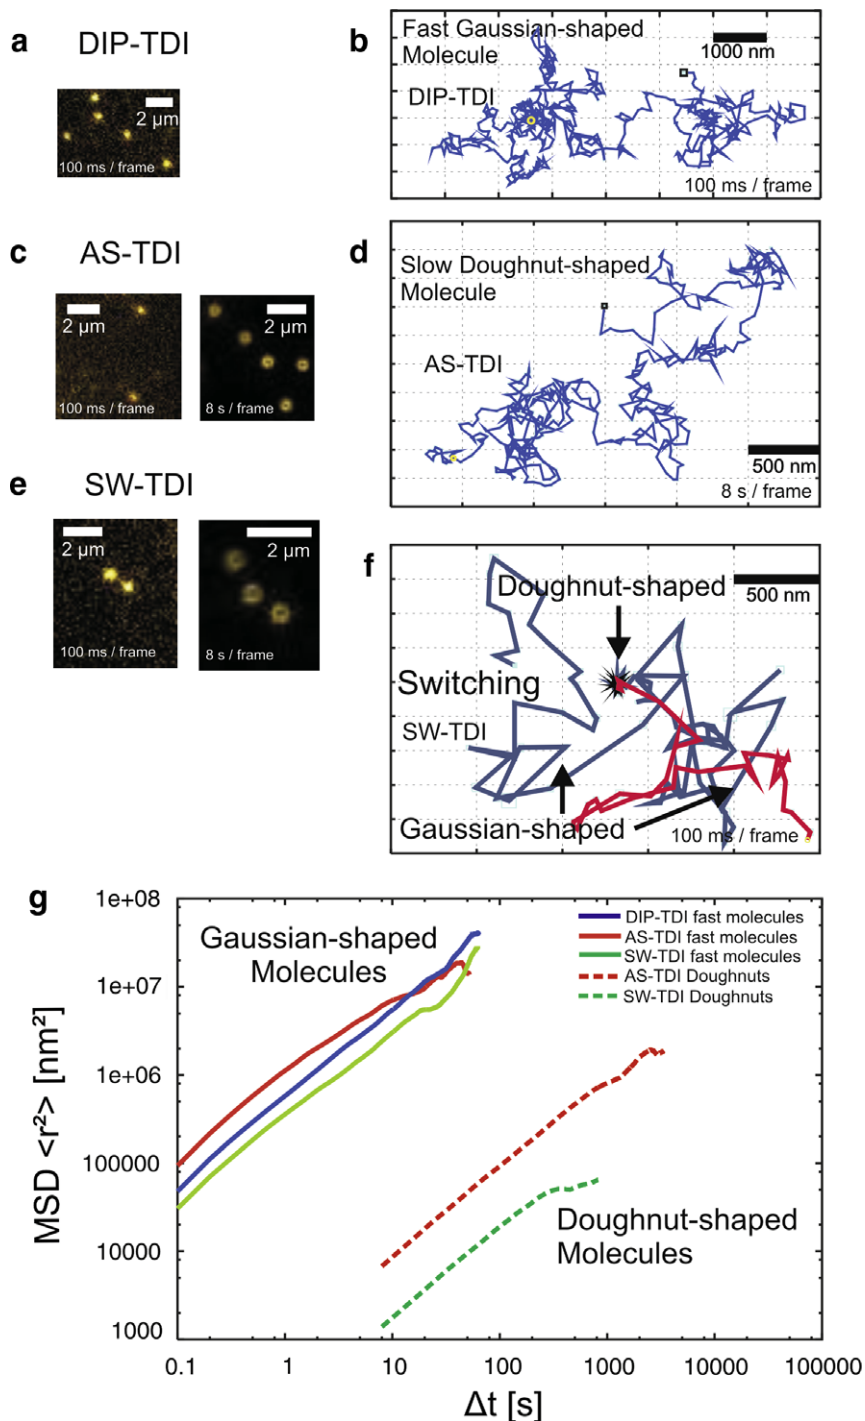 a
DIP-TDI
2 µm
100 ms / frame
b
Fast Gaussian-shaped
Molecule
1000 nm
DIP-TDI
100 ms / frame
c
AS-TDI
2 µm
100 ms / frame
2 µm
8 s / frame
d
Slow Doughnut-shaped
Molecule
AS-TDI
500 nm
8 s / frame
e
SW-TDI
2 µm
100 ms / frame
2 µm
8 s / frame
f
Doughnut-shaped
500 nm
Switching
SW-TDI
Gaussian-shaped
100 ms / frame
g
Gaussian-shaped
Molecules
DIP-TDI fast molecules
AS-TDI fast molecules
SW-TDI fast molecules
AS-TDI Doughnuts
SW-TDI Doughnuts
Doughnut-shaped
Molecules
MSD <r²> [nm²]
1e+08
1e+07
1e+06
100000
10000
1000
0.1
1
10
100
1000
10000
100000
Δt [s]